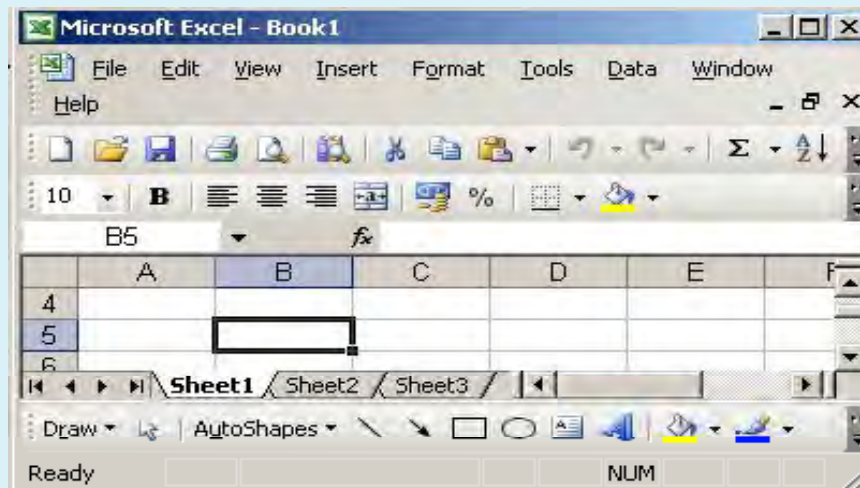 Microsoft Excel - Book1
File Edit View Insert Format Tools Data Window
Help
Σ A Z
10 B a %
B5 fx
A B C D E F
4
5
6
Sheet1 Sheet2 Sheet3
Draw AutoShapes A
Ready NUM